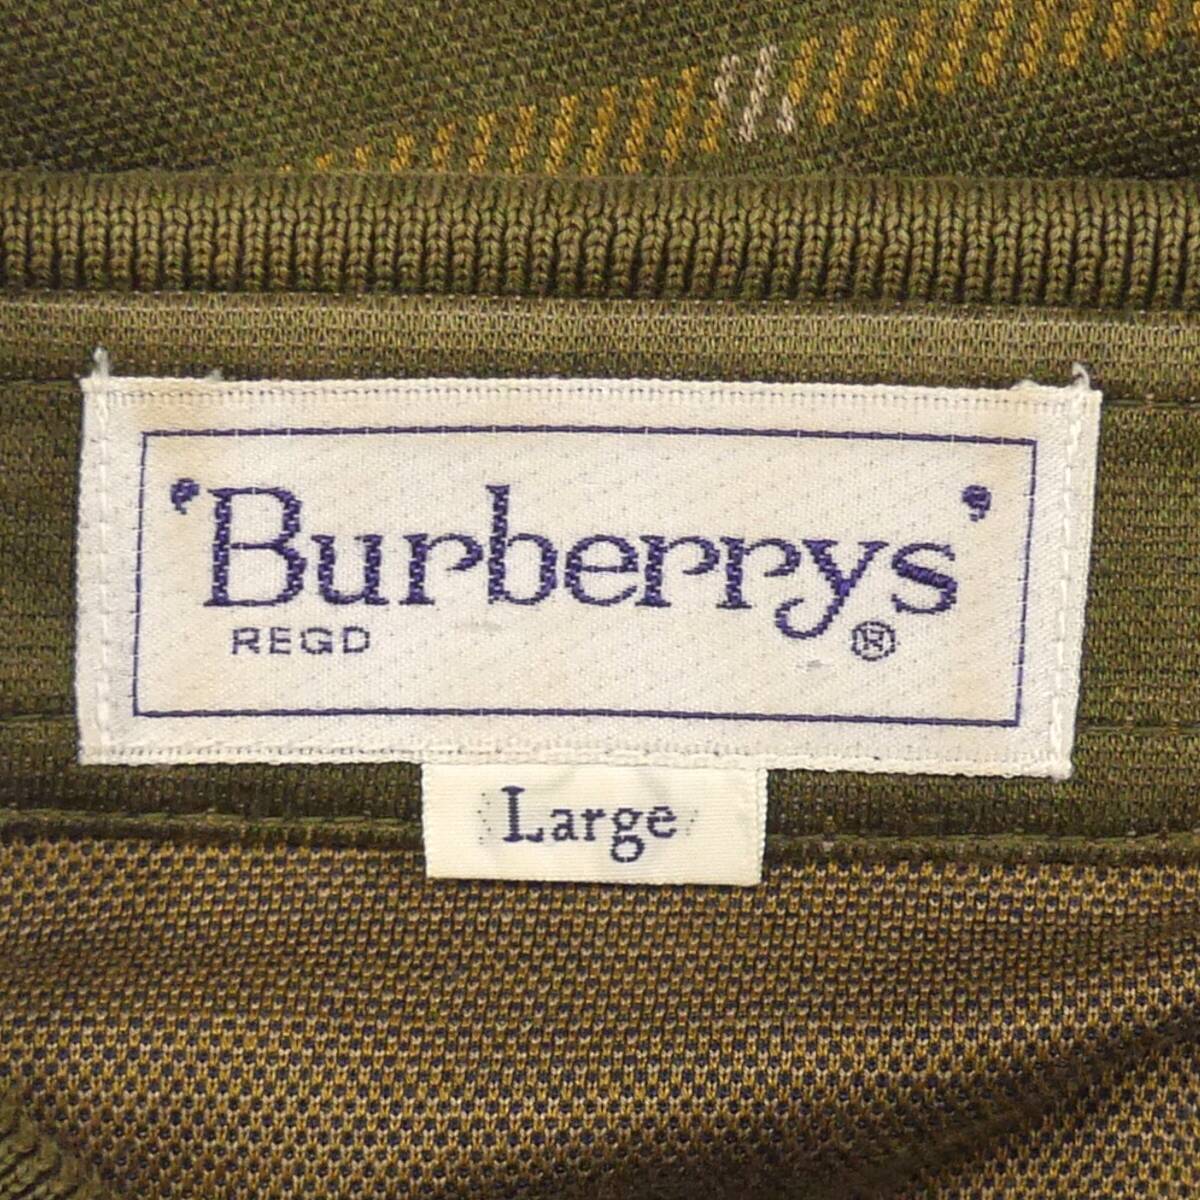 ‘Burberrys’
REGD ®
Large